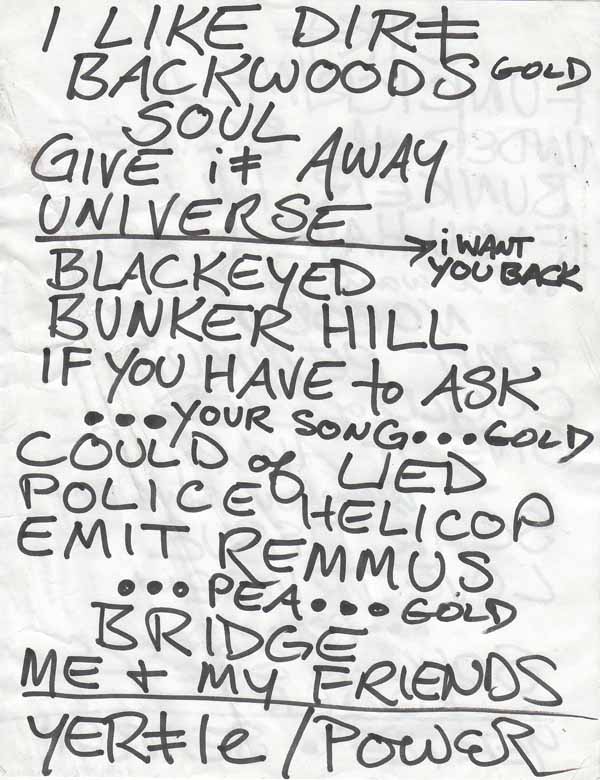 I LIKE DIRt
BACKWOODS GOLD
SOUL
GIVE it AWAY
UNIVERSE
i WANT
YOU BACK
BLACKEYED
BUNKER HILL
IF YOU HAVE to ASK
...YOUR SONG...GOLD
COULD of LIED
POLICE HELICOP
EMIT REMMUS
...PEA... GOLD
BRIDGE
ME + MY FRIENDS
YERtle / POWER